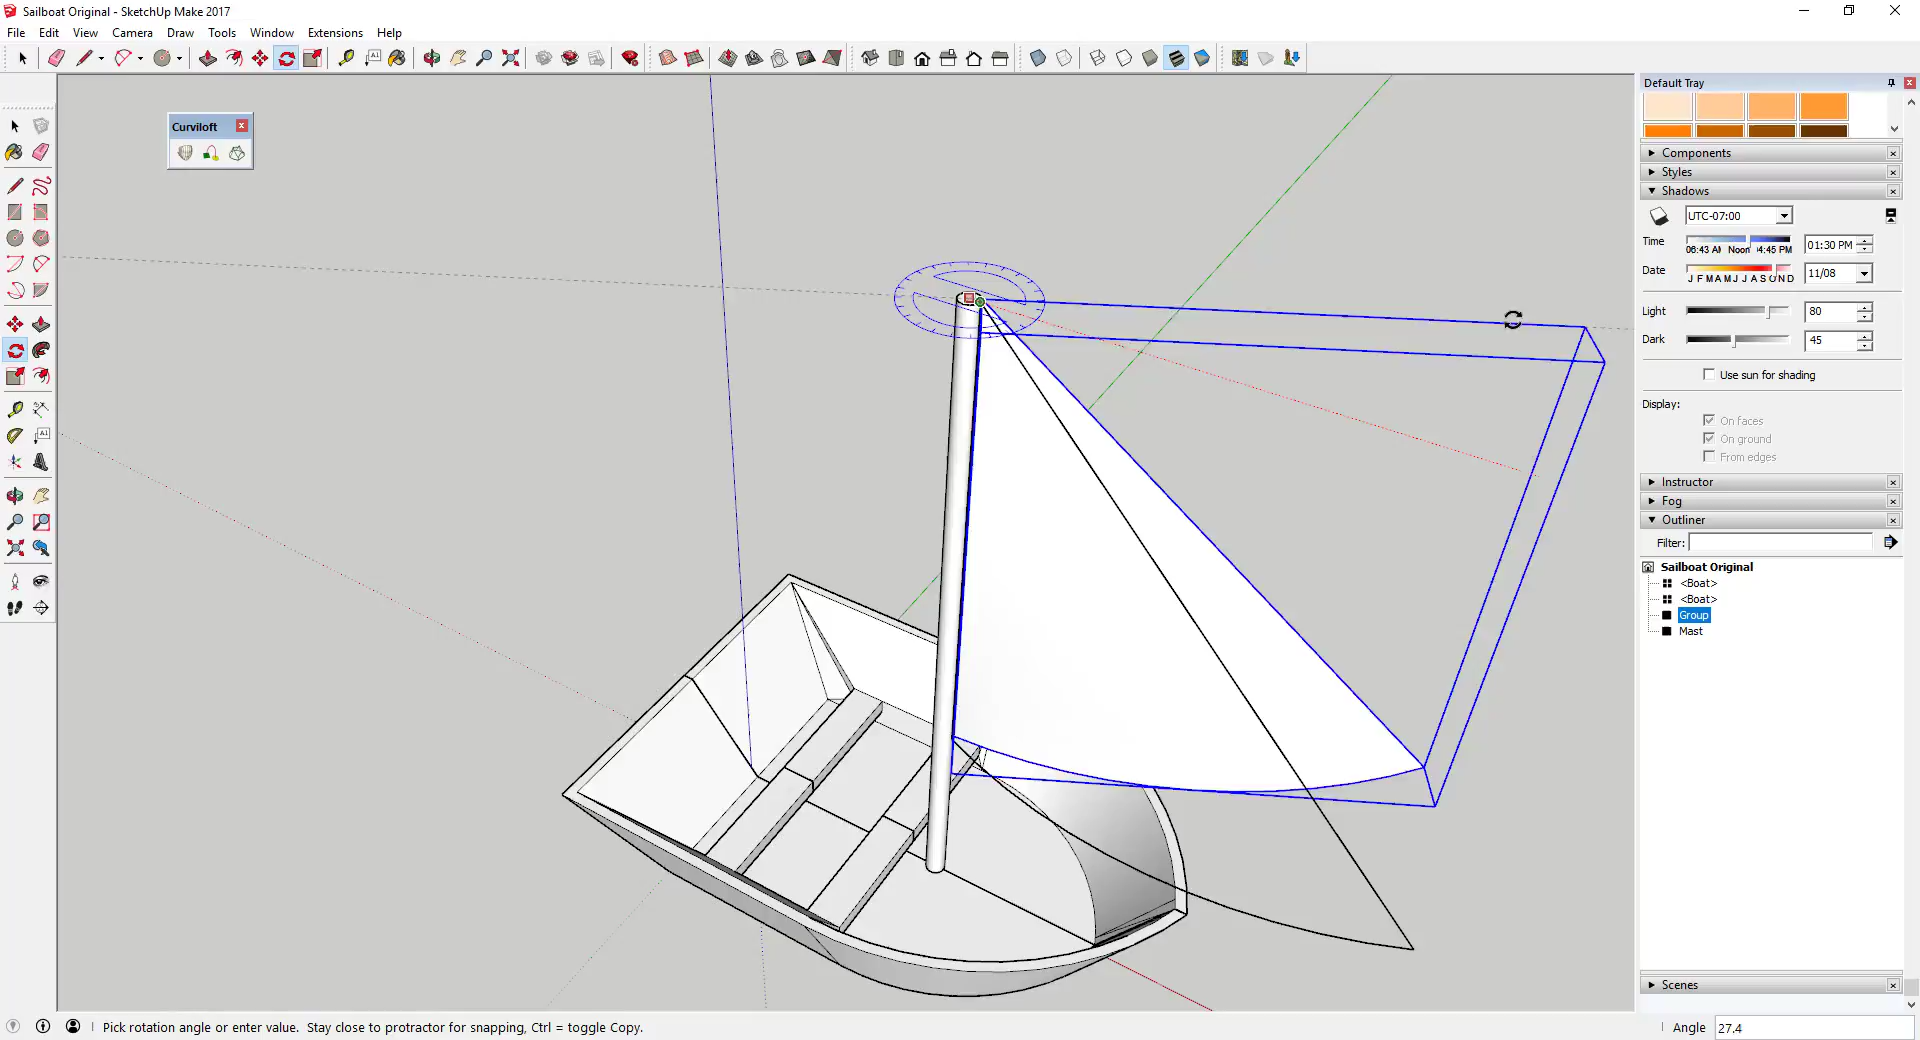 Sailboat Original - SketchUp Make 2017
File Edit View Camera Draw Tools Window Extensions Help
Default Tray
Curviloft
Components
Styles
Shadows
UTC-07:00
Time
06:43 AM Noon 04:45 PM
01:30 PM
Date
J F M A M J J A S O N D
11/08
Light
80
Dark
45
Use sun for shading
Display:
On faces
On ground
From edges
Instructor
Fog
Outliner
Filter:
Sailboat Original
<Boat>
<Boat>
Group
Mast
Scenes
Pick rotation angle or enter value. Stay close to protractor for snapping, Ctrl = toggle Copy.
Angle 27.4